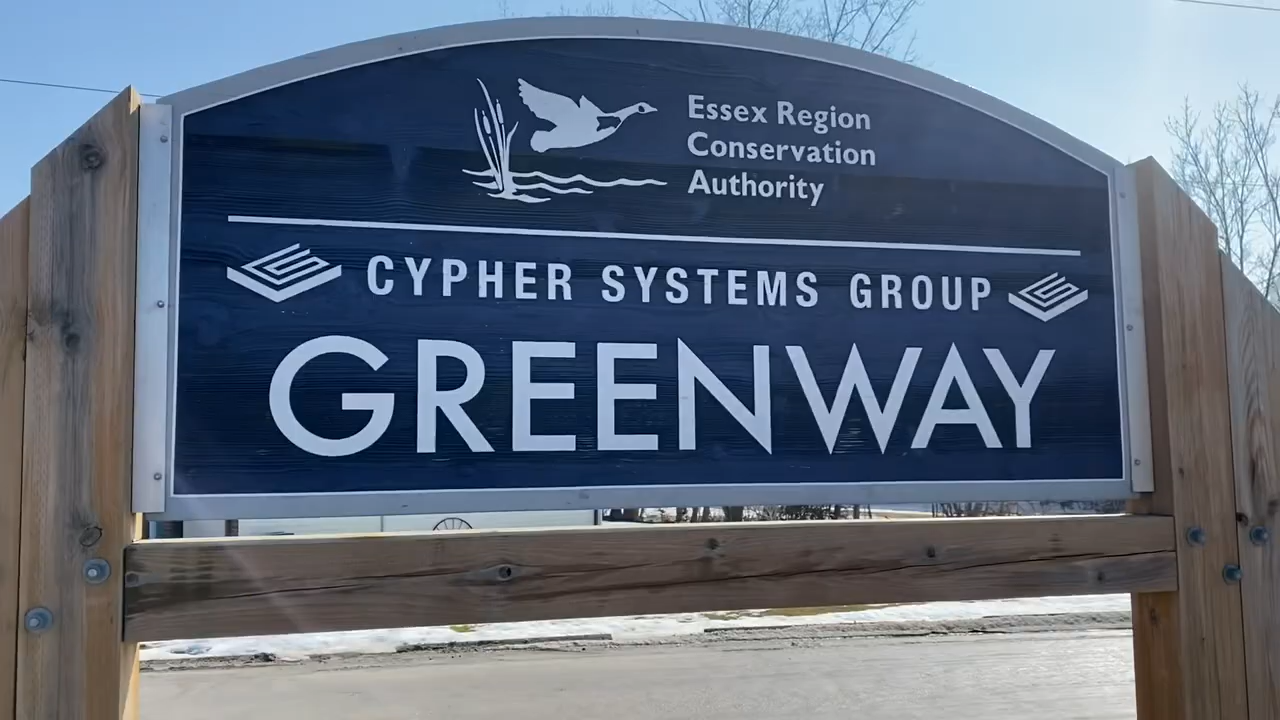 Essex Region
Conservation
Authority
CYPHER SYSTEMS GROUP
GREENWAY